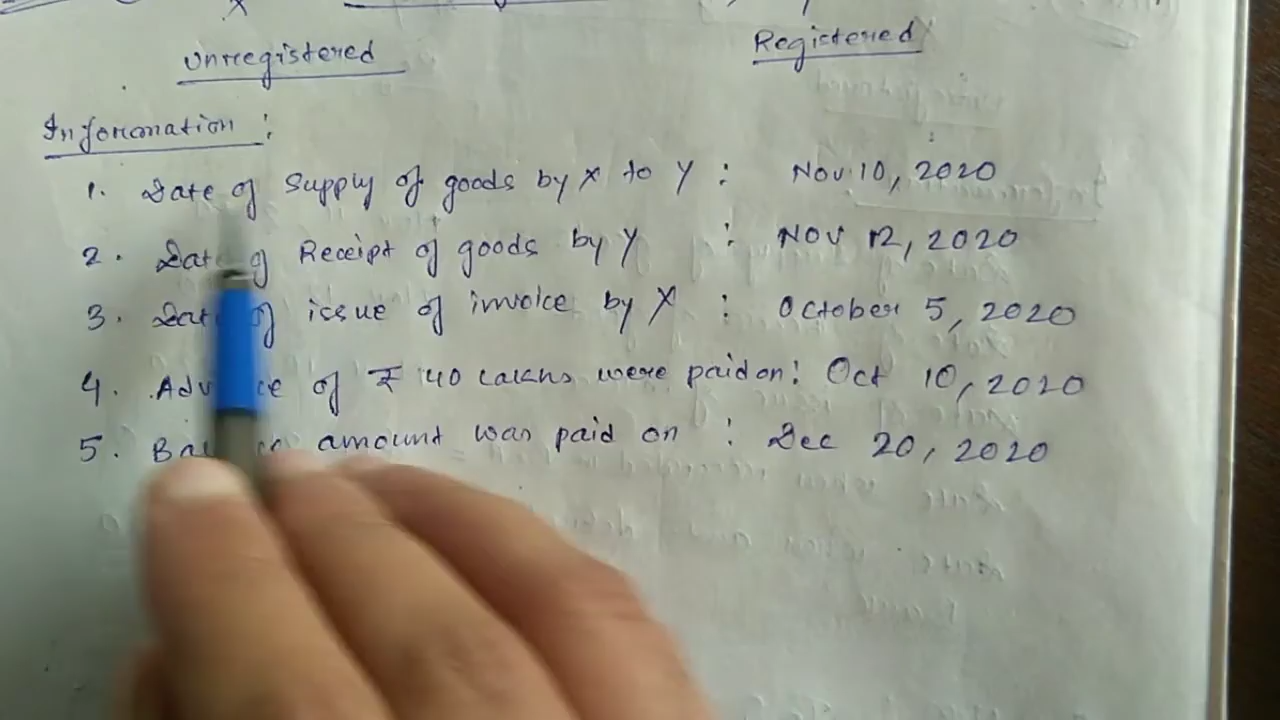 X
Unregistered
Registered
Information :
1. Date of Supply of goods by X to Y : Nov 10, 2020
2. of Receipt of goods by Y : Nov 12, 2020
3. of issue of invoice by X : October 5, 2020
4. of ₹ 40 Lakhs were paid on : Oct 10, 2020
5. amount was paid on : Dec 20, 2020